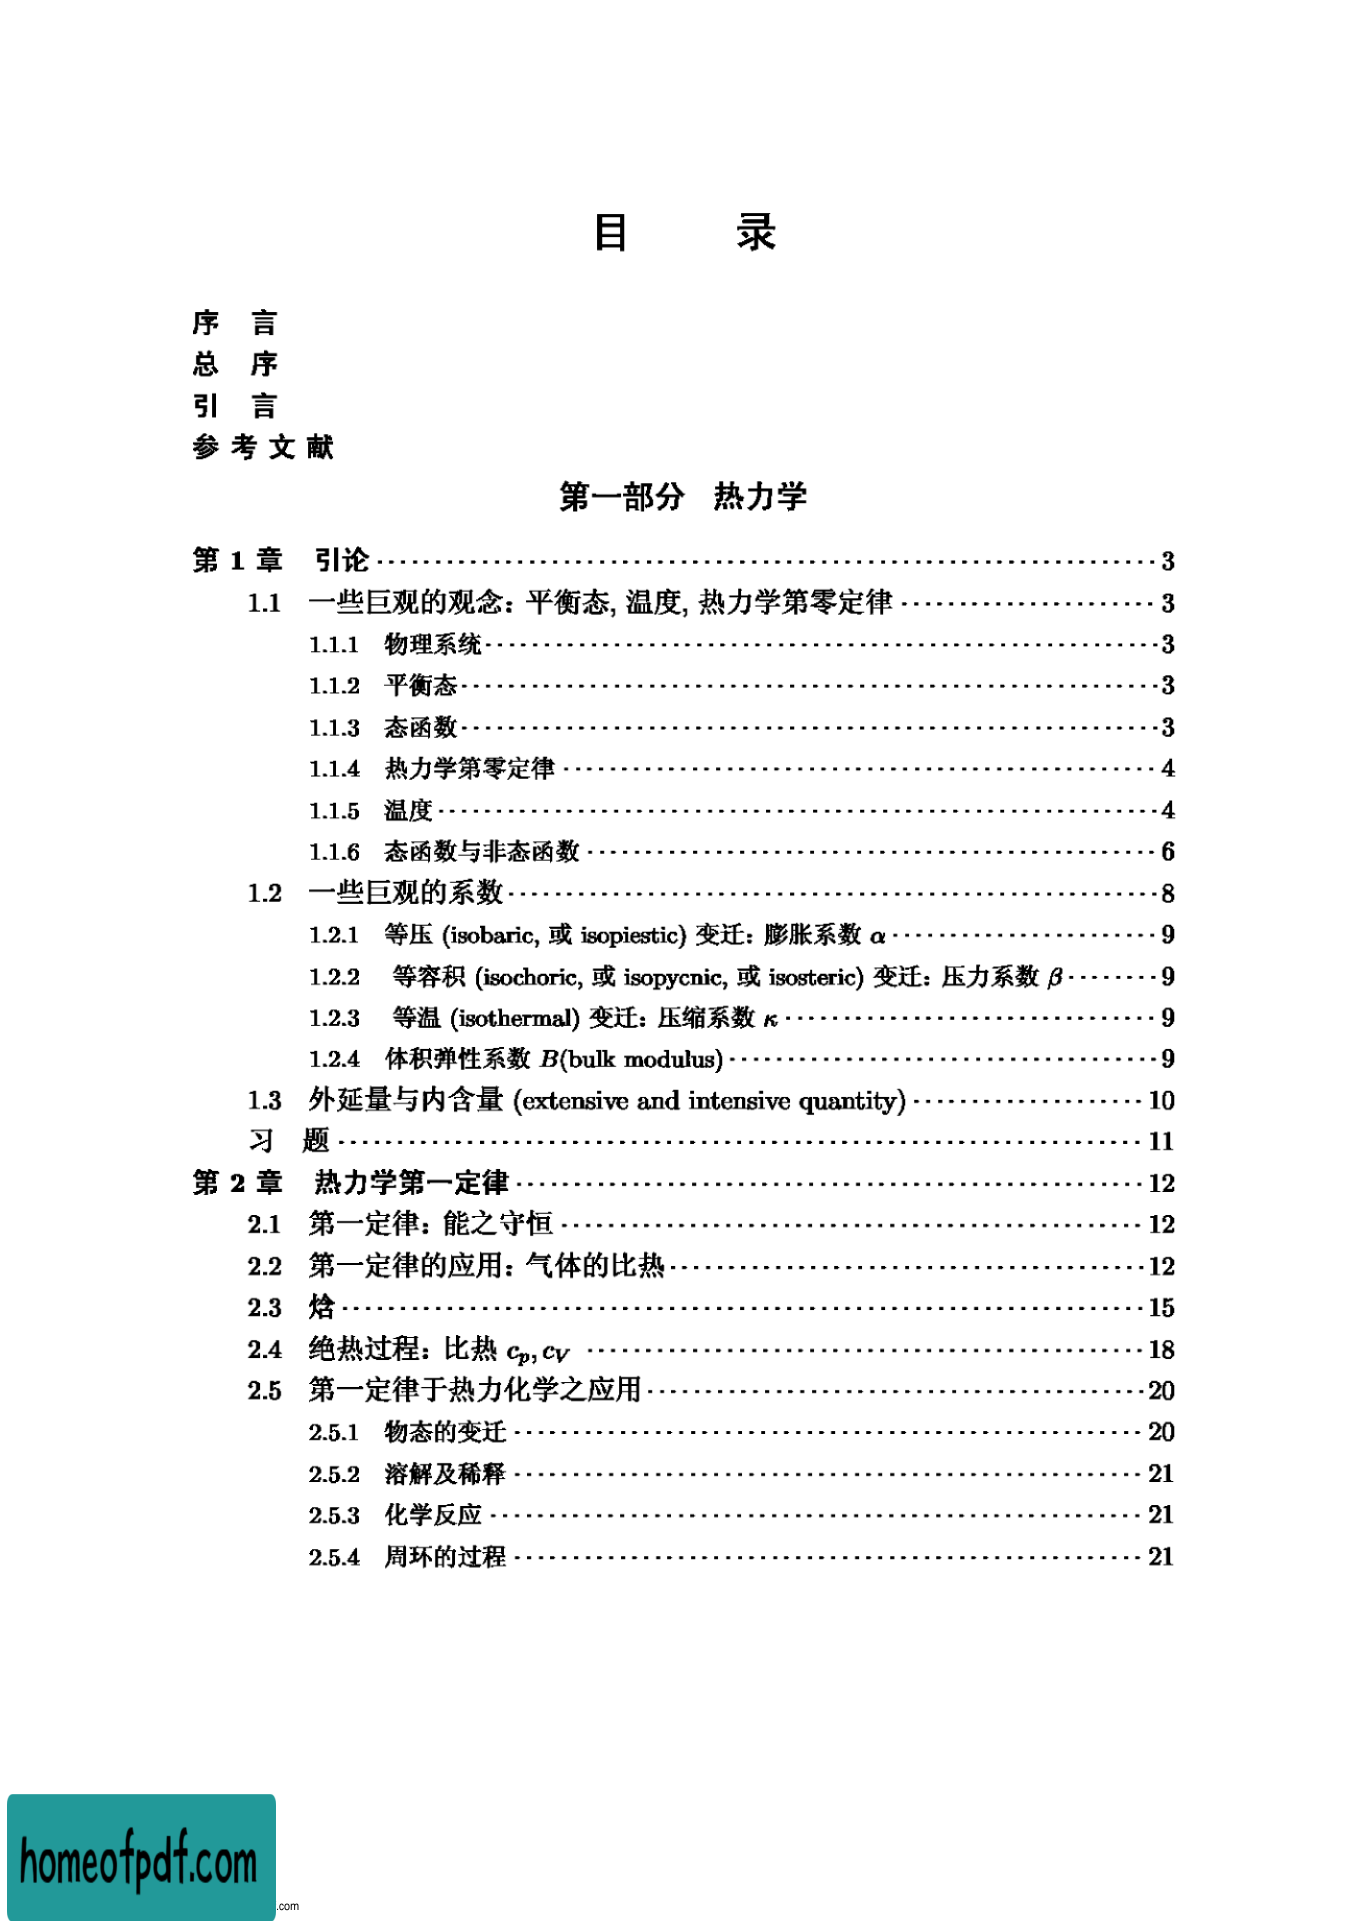 目 录
序 言
总 序
引 言
参 考 文 献
第一部分 热力学
第 1 章 引论 3
1.1 一些巨观的观念: 平衡态, 温度, 热力学第零定律 3
1.1.1 物理系统 3
1.1.2 平衡态 3
1.1.3 态函数 3
1.1.4 热力学第零定律 4
1.1.5 温度 4
1.1.6 态函数与非态函数 6
1.2 一些巨观的系数 8
1.2.1 等压 (isobaric, 或 isopiestic) 变迁: 膨胀系数 α 9
1.2.2 等容积 (isochoric, 或 isopycnic, 或 isosteric) 变迁: 压力系数 β 9
1.2.3 等温 (isothermal) 变迁: 压缩系数 κ 9
1.2.4 体积弹性系数 B(bulk modulus) 9
1.3 外延量与内含量 (extensive and intensive quantity) 10
习 题 11
第 2 章 热力学第一定律 12
2.1 第一定律: 能之守恒 12
2.2 第一定律的应用: 气体的比热 12
2.3 焓 15
2.4 绝热过程: 比热 cp, cV 18
2.5 第一定律于热力化学之应用 20
2.5.1 物态的变迁 20
2.5.2 溶解及稀释 21
2.5.3 化学反应 21
2.5.4 周环的过程 21
homeofpdf.com
.com